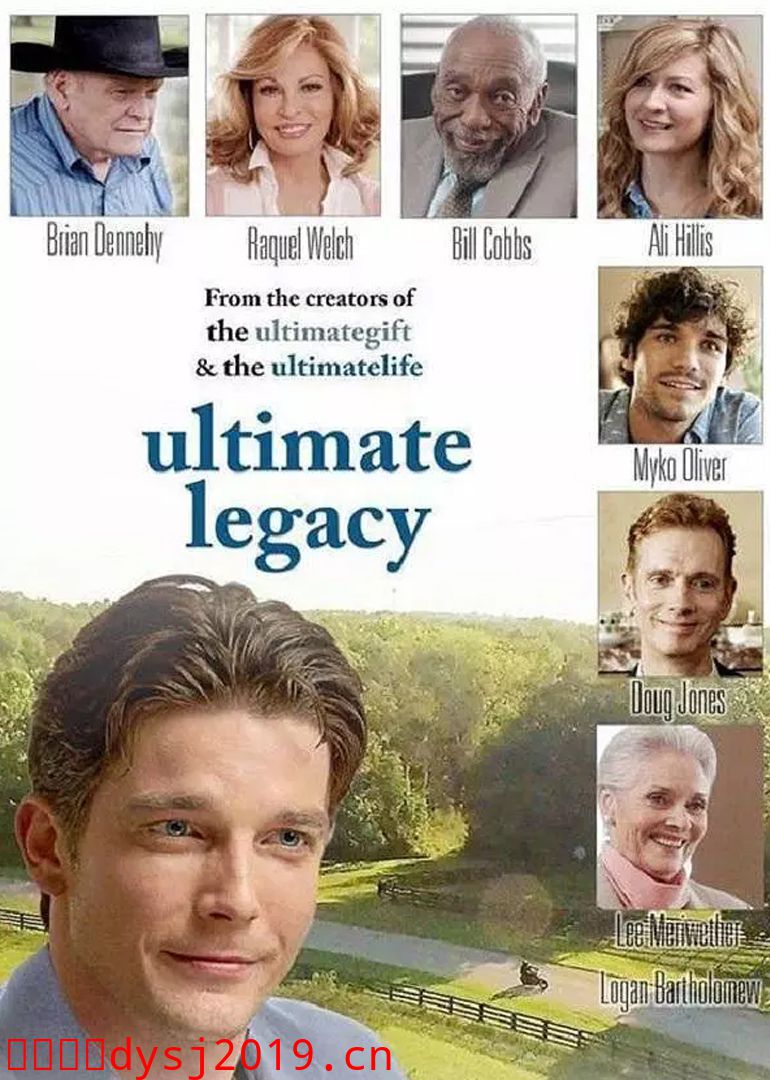 Brian Dennehy
Raquel Welch
Bill Cobbs
Ali Hillis
From the creators of
the ultimategift
& the ultimatelife
ultimate
legacy
Myko Oliver
Doug Jones
Lee Meriwether
Logan Bartholomew
dysj2019.cn